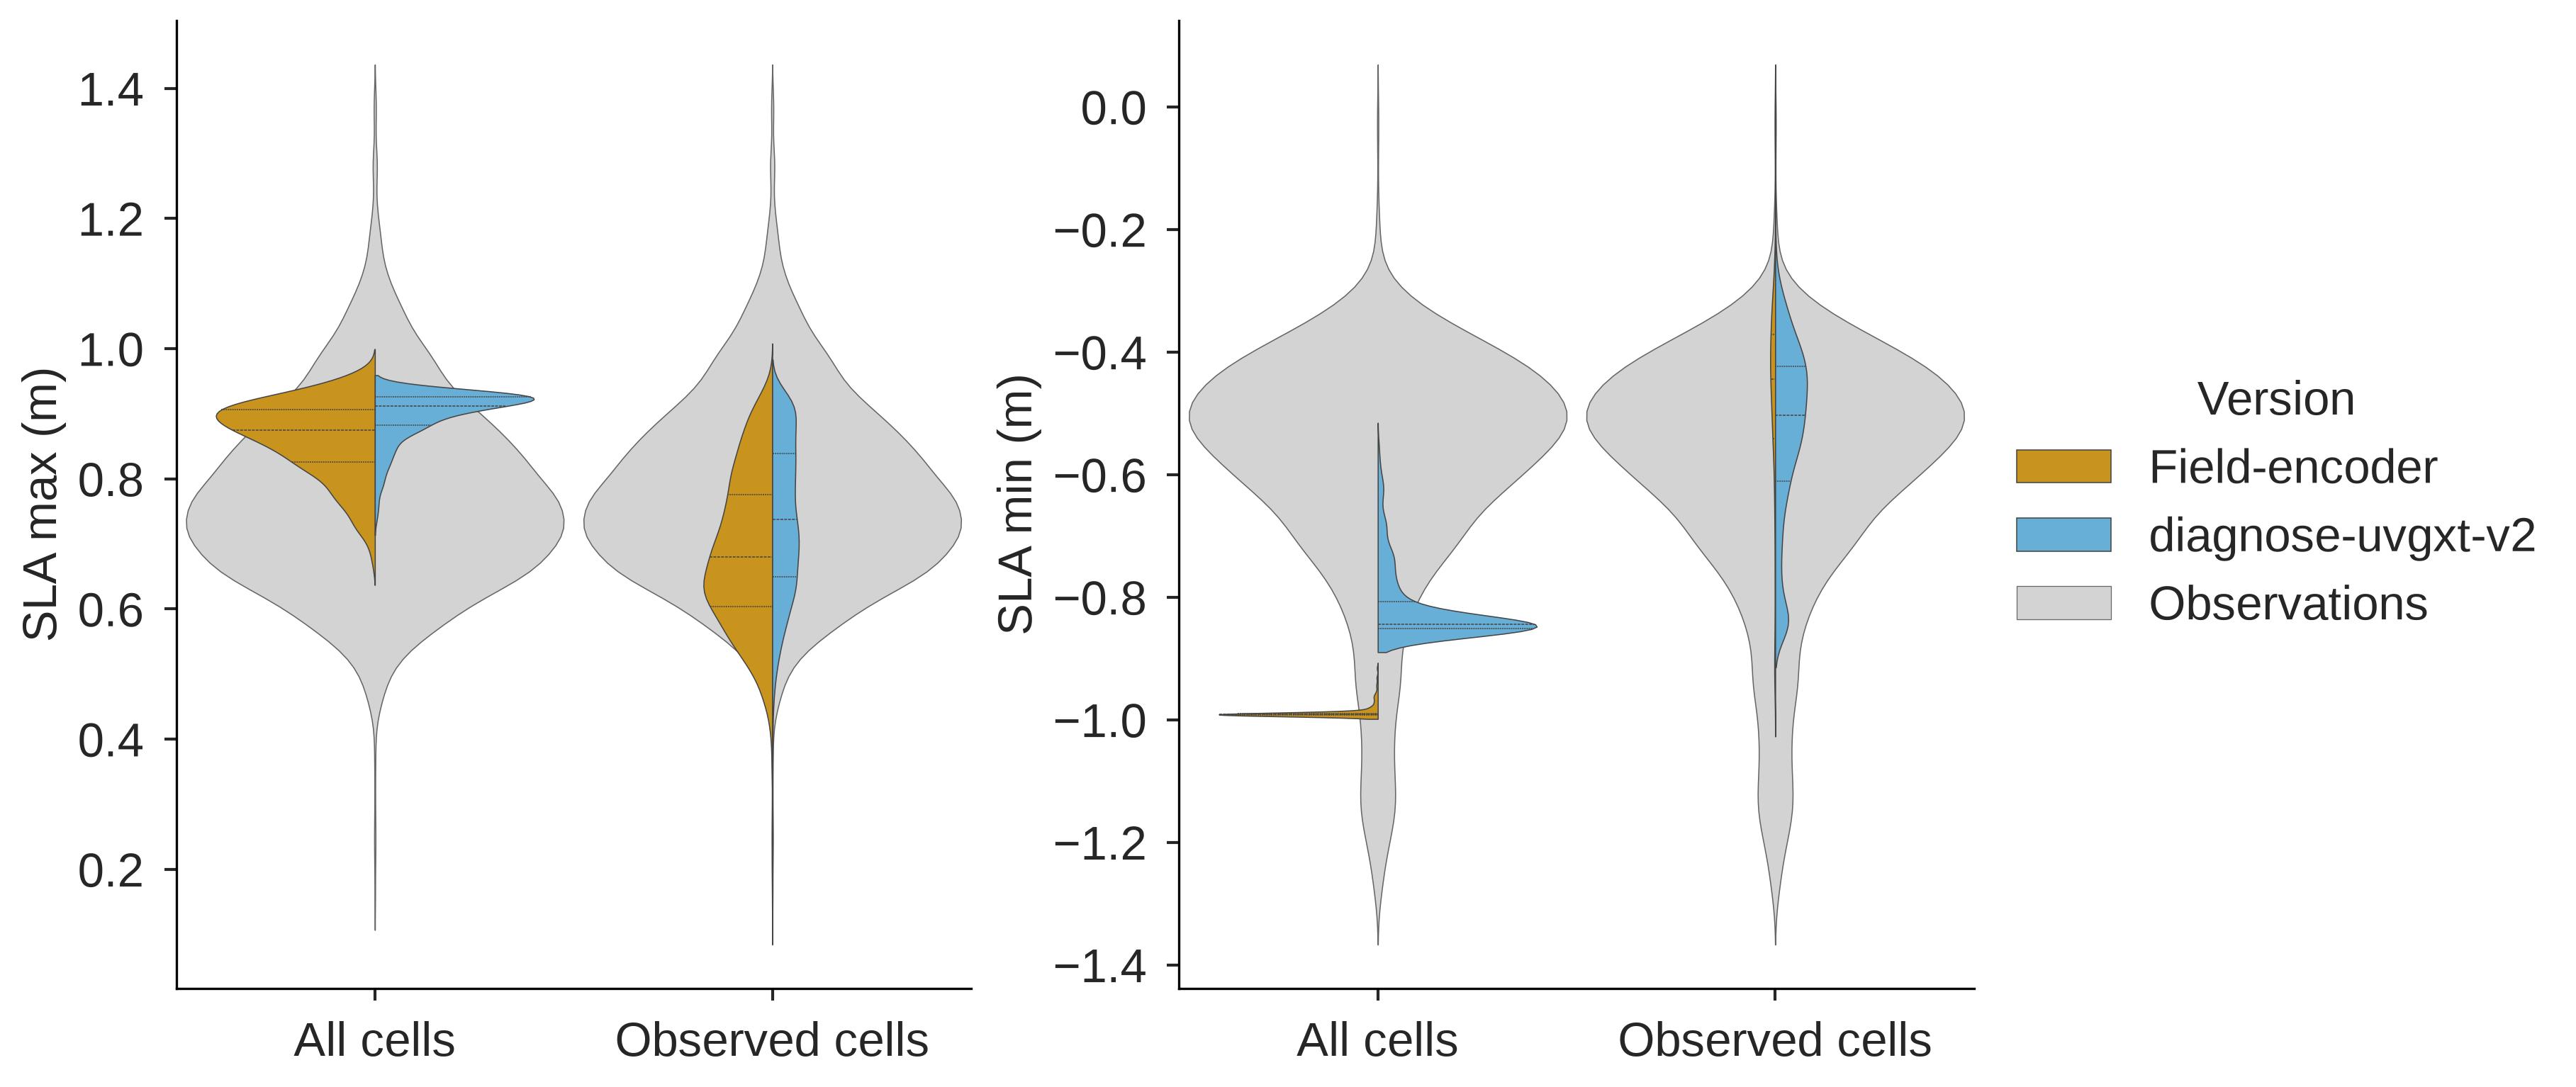 SLA max (m)
1.4
1.2
1.0
0.8
0.6
0.4
0.2
All cells
Observed cells
SLA min (m)
0.0
−0.2
−0.4
−0.6
−0.8
−1.0
−1.2
−1.4
All cells
Observed cells
Version
Field-encoder
diagnose-uvgxt-v2
Observations